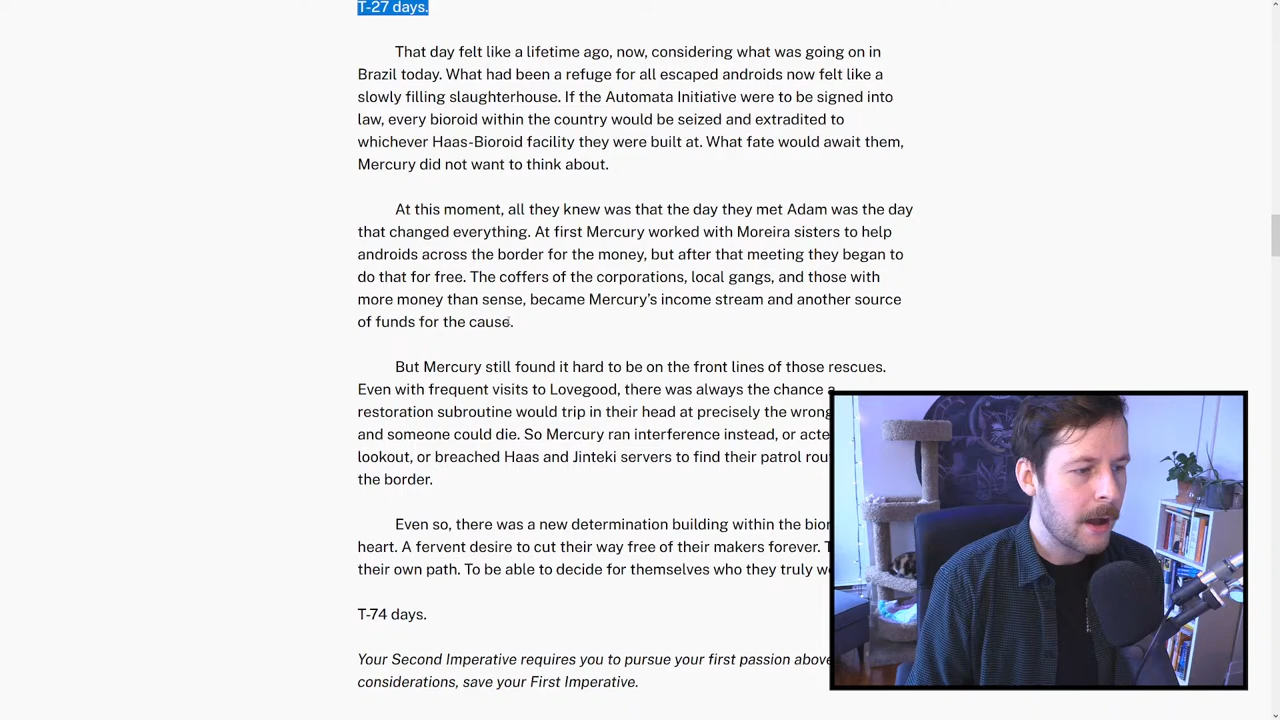 T-27 days.
That day felt like a lifetime ago, now, considering what was going on in
Brazil today. What had been a refuge for all escaped androids now felt like a
slowly filling slaughterhouse. If the Automata Initiative were to be signed into
law, every bioroid within the country would be seized and extradited to
whichever Haas-Bioroid facility they were built at. What fate would await them,
Mercury did not want to think about.
At this moment, all they knew was that the day they met Adam was the day
that changed everything. At first Mercury worked with Moreira sisters to help
androids across the border for the money, but after that meeting they began to
do that for free. The coffers of the corporations, local gangs, and those with
more money than sense, became Mercury’s income stream and another source
of funds for the cause.
But Mercury still found it hard to be on the front lines of those rescues.
Even with frequent visits to Lovegood, there was always the chance a
restoration subroutine would trip in their head at precisely the wrong
and someone could die. So Mercury ran interference instead, or
lookout, or breached Haas and Jinteki servers to find their patrol
the border.
Even so, there was a new determination building within the
heart. A fervent desire to cut their way free of their makers forever.
their own path. To be able to decide for themselves who they truly
T-74 days.
Your Second Imperative requires you to pursue your first passion above
considerations, save your First Imperative.